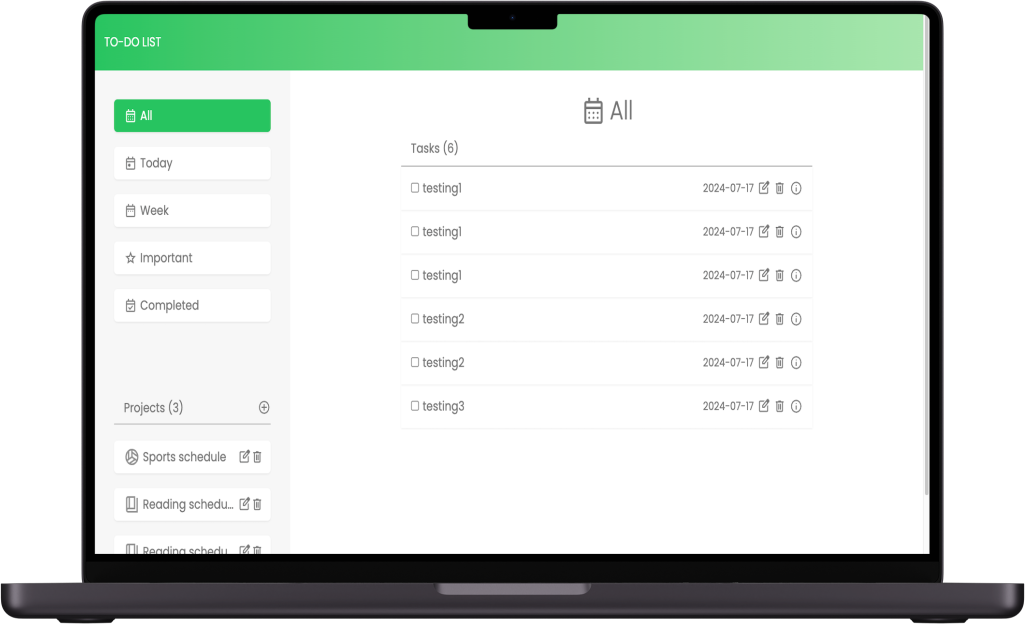 TO-DO LIST
All
Today
Week
Important
Completed
Projects (3)
Sports schedule
Reading schedu...
Reading schedu
All
Tasks (6)
testing1 2024-07-17
testing1 2024-07-17
testing1 2024-07-17
testing2 2024-07-17
testing2 2024-07-17
testing3 2024-07-17